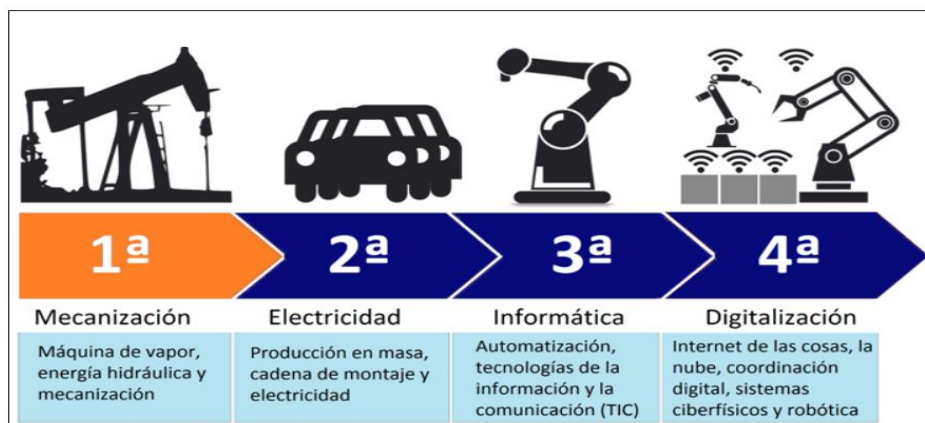 1ª
2ª
3ª
4ª
Mecanización
Electricidad
Informática
Digitalización
Máquina de vapor,
energía hidráulica y
mecanización
Producción en masa,
cadena de montaje y
electricidad
Automatización,
tecnologías de la
información y la
comunicación (TIC)
Internet de las cosas, la
nube, coordinación
digital, sistemas
ciberfísicos y robótica